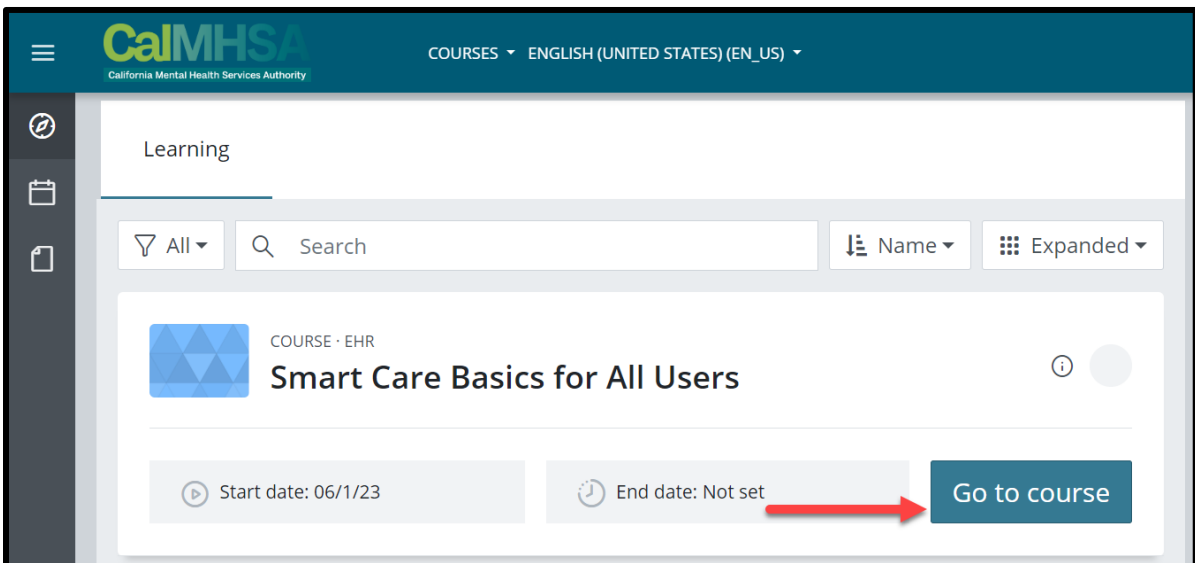 CalMHSA
California Mental Health Services Authority
COURSES ENGLISH (UNITED STATES) (EN_US)
Learning
All
Search
Name
Expanded
COURSE · EHR
Smart Care Basics for All Users
Start date: 06/1/23
End date: Not set
Go to course